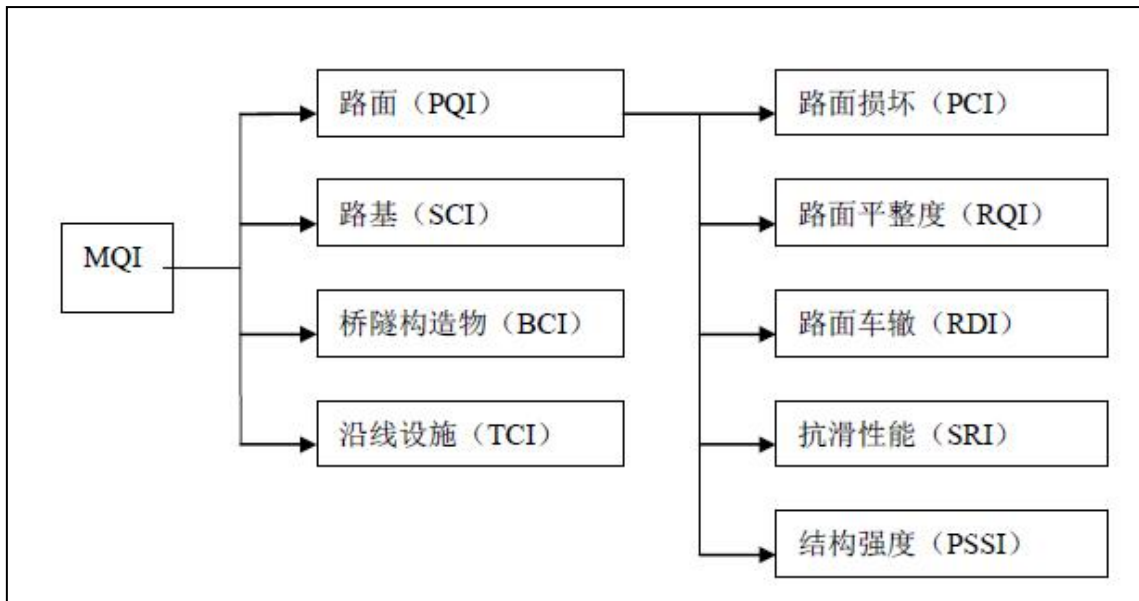 MQI
路面（PQI）
路基（SCI）
桥隧构造物（BCI）
沿线设施（TCI）
路面损坏（PCI）
路面平整度（RQI）
路面车辙（RDI）
抗滑性能（SRI）
结构强度（PSSI）